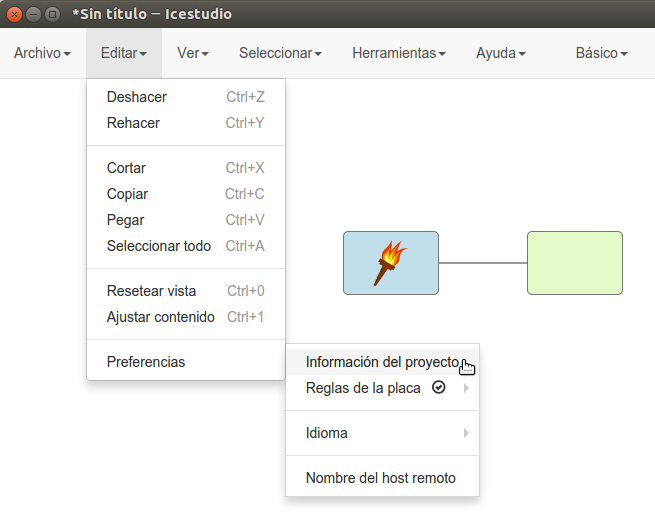 *Sin título – Icestudio
Archivo Editar Ver Seleccionar Herramientas Ayuda Básico
Deshacer Ctrl+Z
Rehacer Ctrl+Y
Cortar Ctrl+X
Copiar Ctrl+C
Pegar Ctrl+V
Seleccionar todo Ctrl+A
Resetear vista Ctrl+0
Ajustar contenido Ctrl+1
Preferencias
Información del proyecto
Reglas de la placa
Idioma
Nombre del host remoto